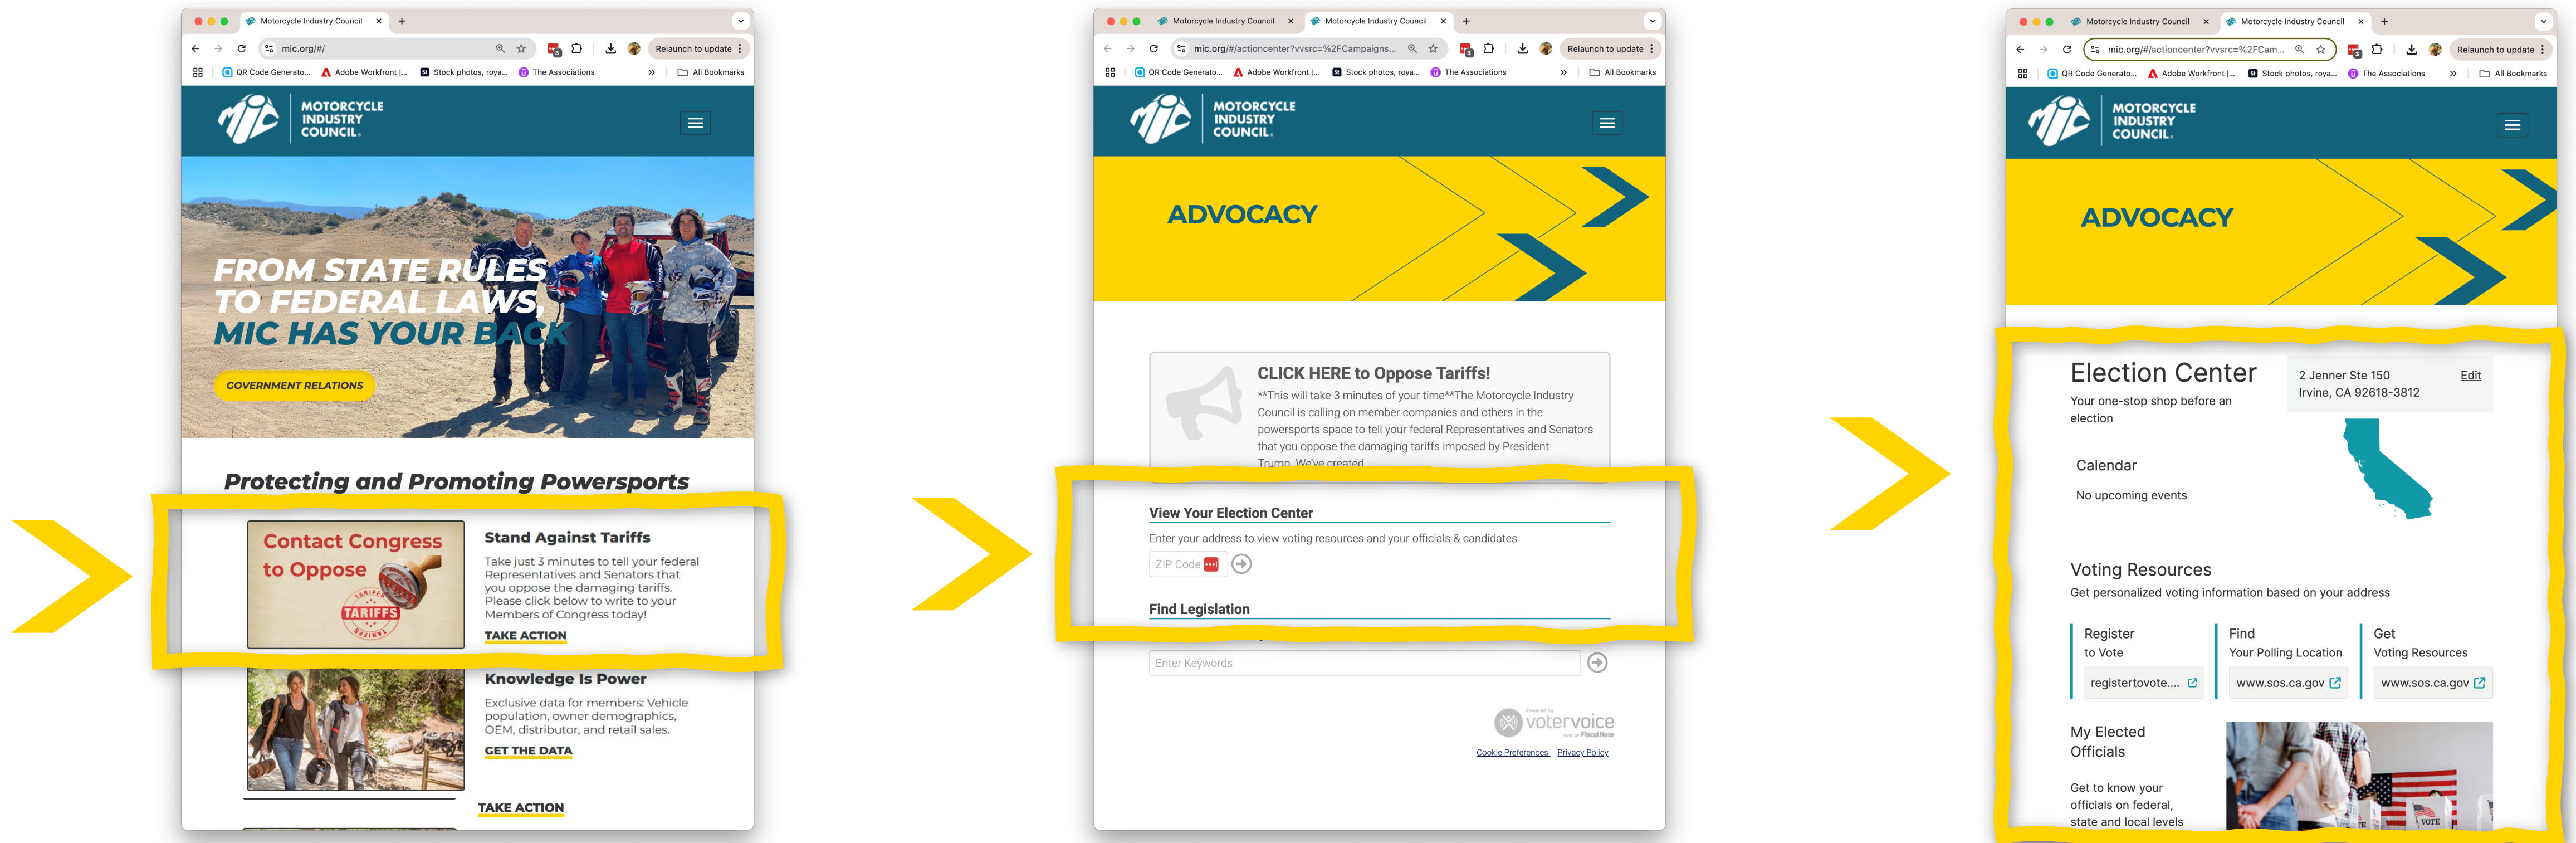 Motorcycle Industry Council
mic.org/#/
Relaunch to update
QR Code Generato...
Adobe Workfront |...
Stock photos, roya...
The Associations
All Bookmarks
MIC
MOTORCYCLE
INDUSTRY
COUNCIL®
FROM STATE RULES
TO FEDERAL LAWS,
MIC HAS YOUR BACK
GOVERNMENT RELATIONS
Protecting and Promoting Powersports
Contact Congress
to Oppose
TARIFFS
TARIFFS
TARIFFS
Stand Against Tariffs
Take just 3 minutes to tell your federal
Representatives and Senators that
you oppose the damaging tariffs.
Please click below to write to your
Members of Congress today!
TAKE ACTION
Knowledge Is Power
Exclusive data for members: Vehicle
population, owner demographics,
OEM, distributor, and retail sales.
GET THE DATA
TAKE ACTION
Motorcycle Industry Council
Motorcycle Industry Council
mic.org/#/actioncenter?vvsrc=%2FCampaigns...
Relaunch to update
QR Code Generato...
Adobe Workfront |...
Stock photos, roya...
The Associations
All Bookmarks
MIC
MOTORCYCLE
INDUSTRY
COUNCIL®
ADVOCACY
CLICK HERE to Oppose Tariffs!
**This will take 3 minutes of your time**The Motorcycle Industry
Council is calling on member companies and others in the
powersports space to tell your federal Representatives and Senators
that you oppose the damaging tariffs imposed by President
Trump. We've created
View Your Election Center
Enter your address to view voting resources and your officials & candidates
ZIP Code
Find Legislation
Enter Keywords
Powered by
votervoice
PART OF FiscalNote
Cookie Preferences
Privacy Policy
Motorcycle Industry Council
Motorcycle Industry Council
mic.org/#/actioncenter?vvsrc=%2FCam...
Relaunch to update
QR Code Generato...
Adobe Workfront |...
Stock photos, roya...
The Associations
All Bookmarks
MIC
MOTORCYCLE
INDUSTRY
COUNCIL®
ADVOCACY
Election Center
Your one-stop shop before an
election
2 Jenner Ste 150
Irvine, CA 92618-3812
Edit
Calendar
No upcoming events
Voting Resources
Get personalized voting information based on your address
Register
to Vote
registertovote....
Find
Your Polling Location
www.sos.ca.gov
Get
Voting Resources
www.sos.ca.gov
My Elected
Officials
Get to know your
officials on federal,
state and local levels
VOTE